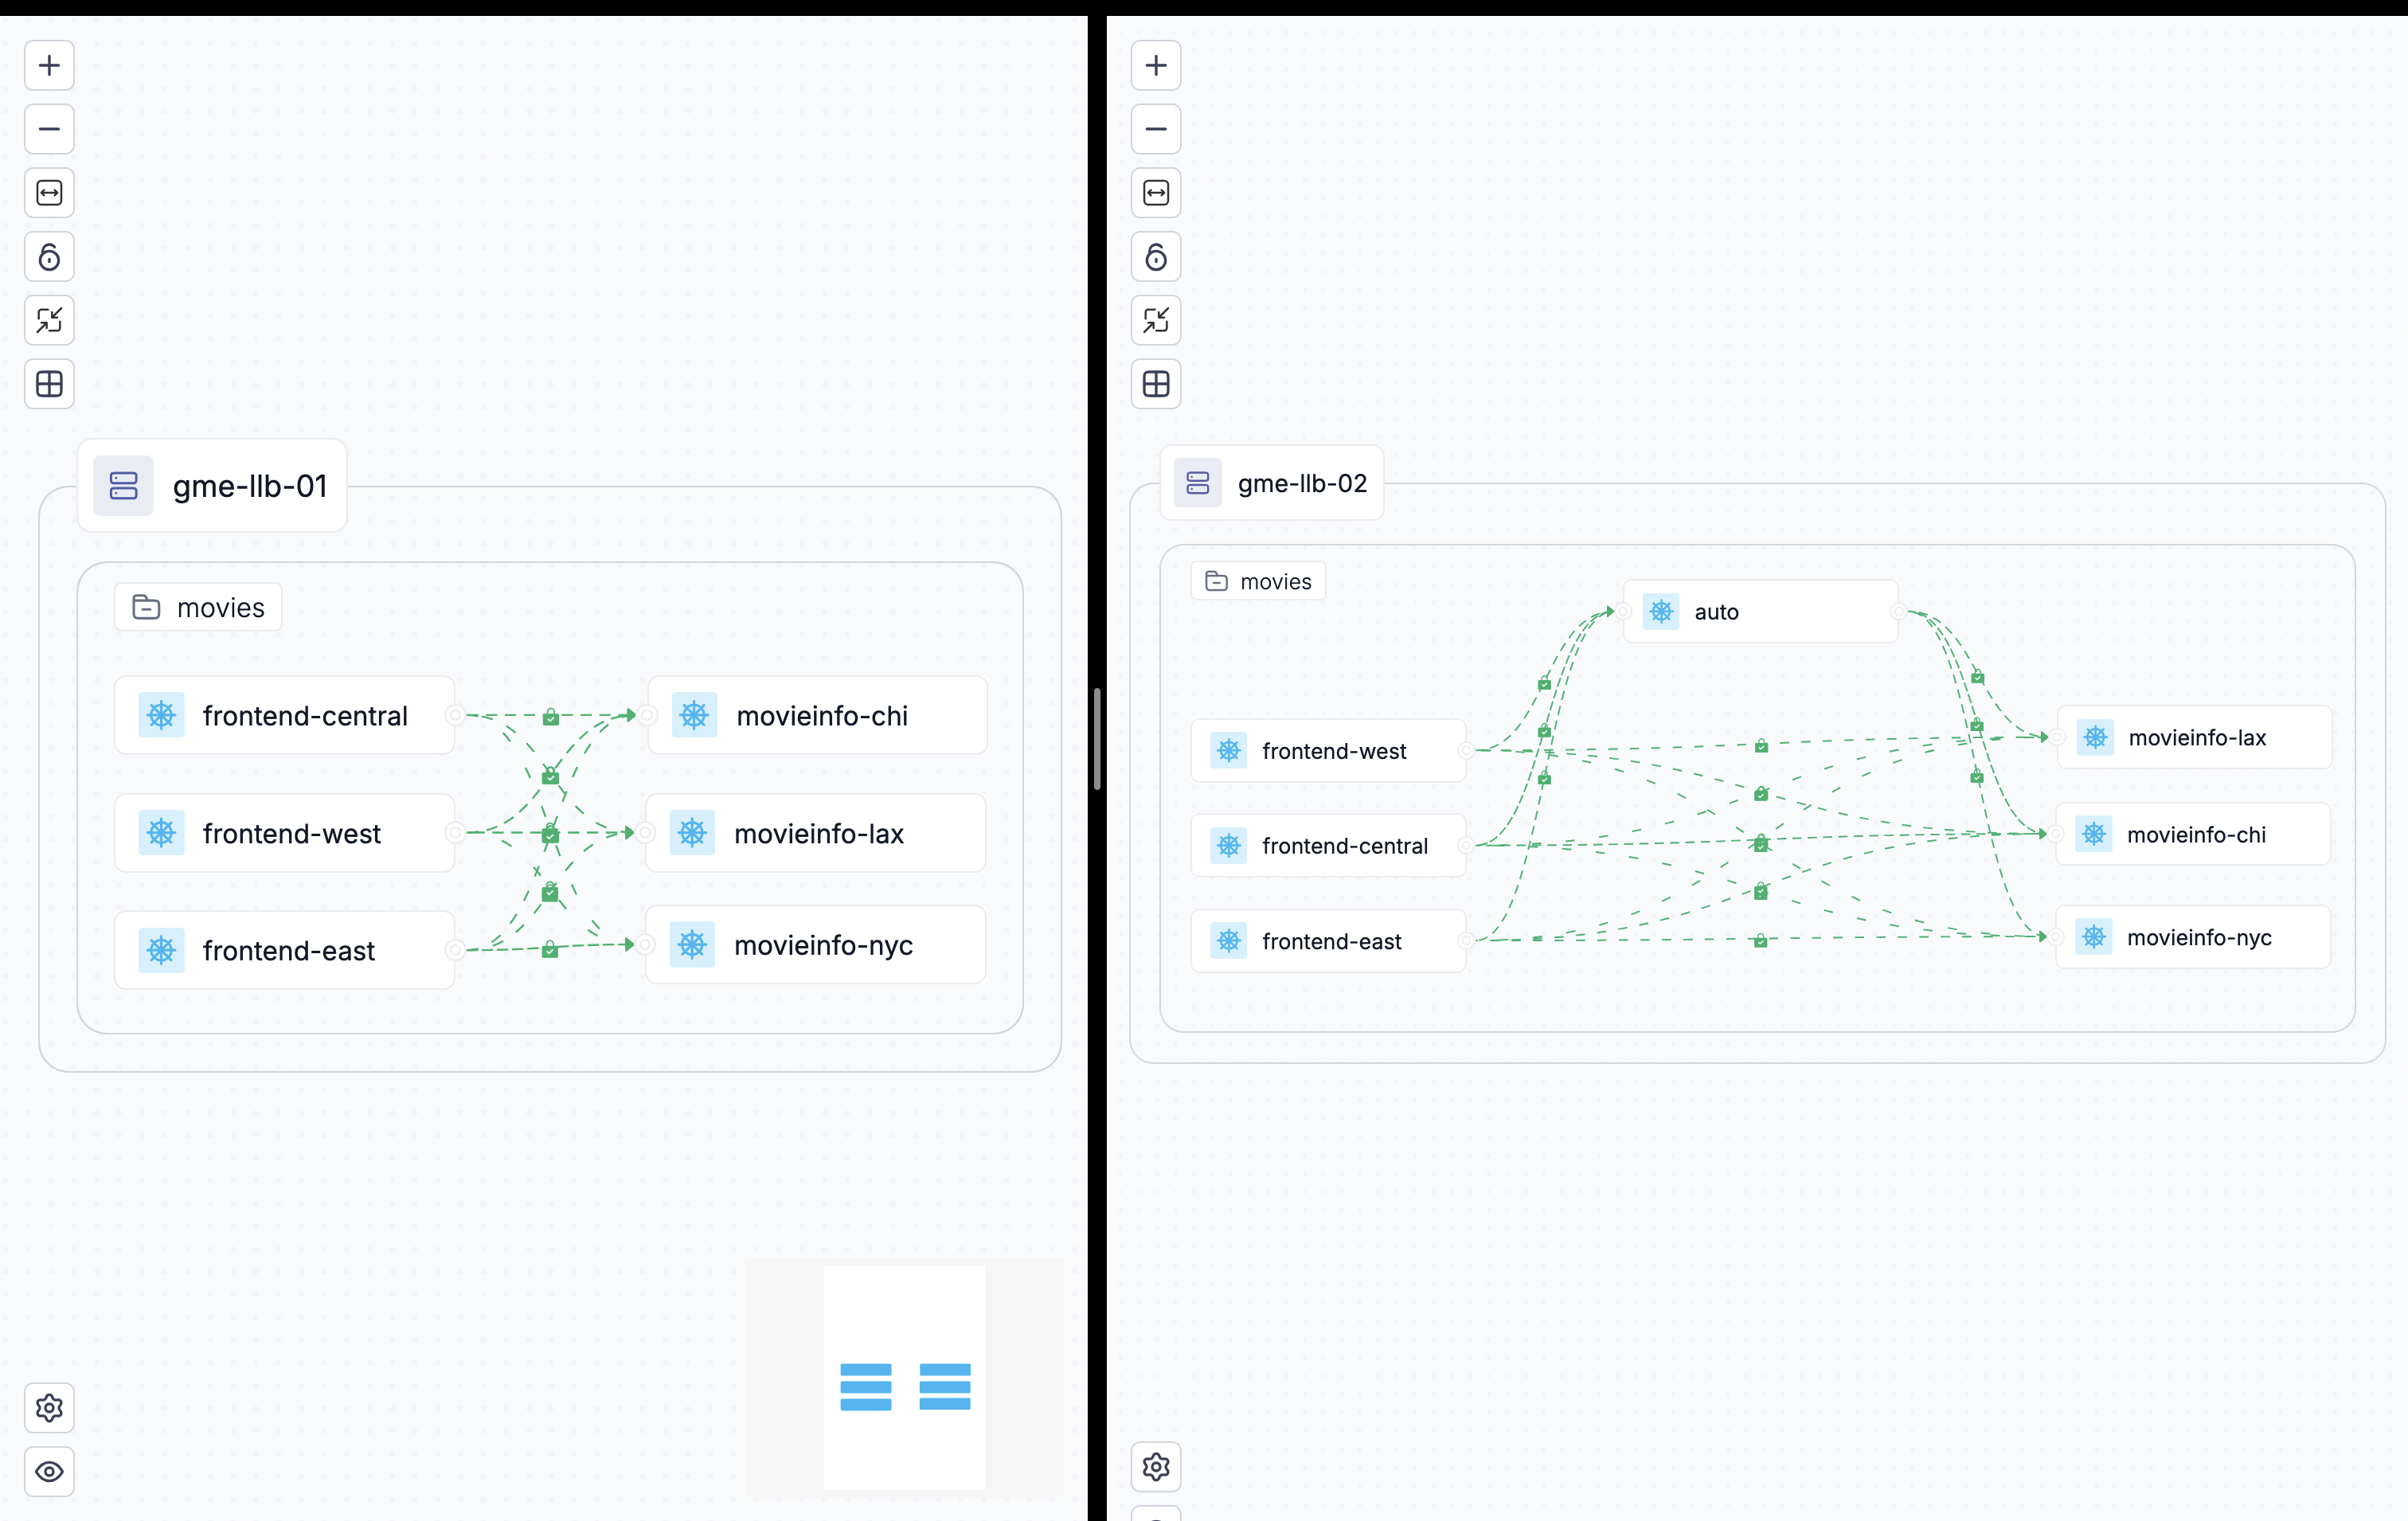 gme-llb-01
movies
frontend-central
movieinfo-chi
frontend-west
movieinfo-lax
frontend-east
movieinfo-nyc
gme-llb-02
movies
auto
frontend-west
movieinfo-lax
frontend-central
movieinfo-chi
frontend-east
movieinfo-nyc